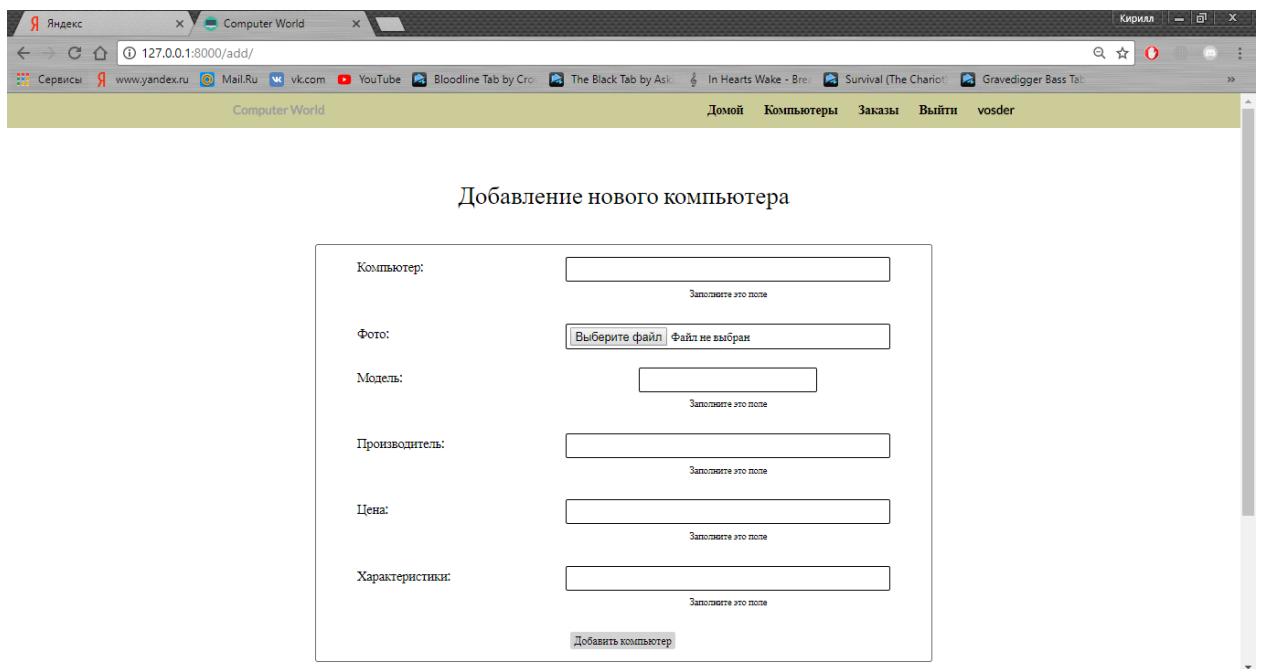 Яндекс Computer World Кирилл
127.0.0.1:8000/add/
Сервисы www.yandex.ru Mail.Ru vk.com YouTube Bloodline Tab by Cro The Black Tab by Ask In Hearts Wake - Bre Survival (The Chariot Gravedigger Bass Tab
Computer World Домой Компьютеры Заказы Выйти vosder
Добавление нового компьютера
Компьютер:
Заполните это поле
Фото: Выберите файл Файл не выбран
Модель:
Заполните это поле
Производитель:
Заполните это поле
Цена:
Заполните это поле
Характеристики:
Заполните это поле
Добавить компьютер